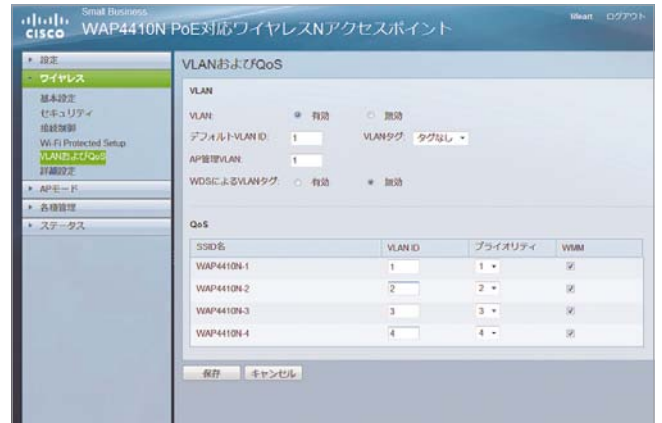 Small Business
CISCO
WAP4410N PoE対応ワイヤレスNアクセスポイント
ログアウト
設定
ワイヤレス
基本設定
セキュリティ
接続制御
Wi-Fi Protected Setup
VLANおよびQoS
詳細設定
APモード
各種管理
ステータス
VLANおよびQoS
VLAN
VLAN: 有効 無効
デフォルトVLAN ID: 1 VLANタグ: タグなし
AP管理VLAN: 1
WDSによるVLANタグ: 有効 無効
QoS
SSID名 VLAN ID プライオリティ WMM
WAP4410N-1 1 1
WAP4410N-2 2 2
WAP4410N-3 3 3
WAP4410N-4 4 4
保存 キャンセル